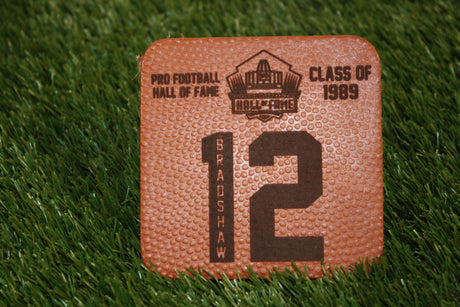 PRO FOOTBALL
HALL OF FAME
CLASS OF
1989
HALL OF FAME
12
BRADSHAW